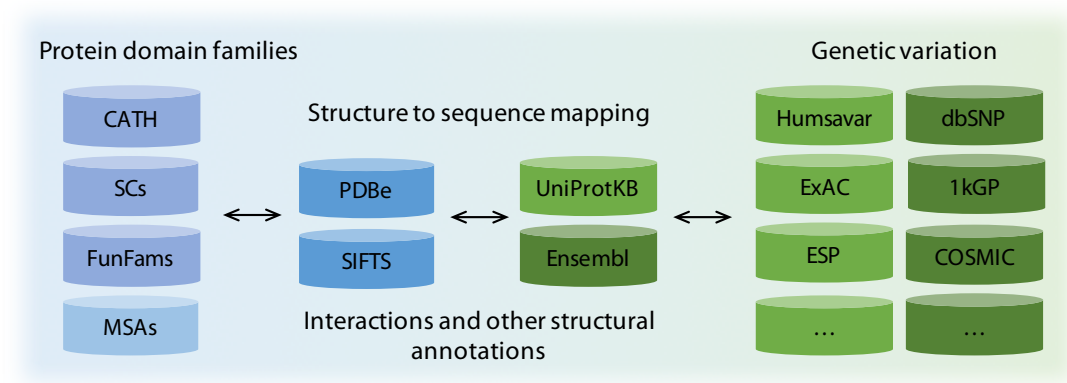 Protein domain families
CATH
SCs
FunFams
MSAs
Structure to sequence mapping
PDBe
SIFTS
UniProtKB
Ensembl
Interactions and other structural
annotations
Genetic variation
Humsavar
dbSNP
ExAC
1kGP
ESP
COSMIC
...
...